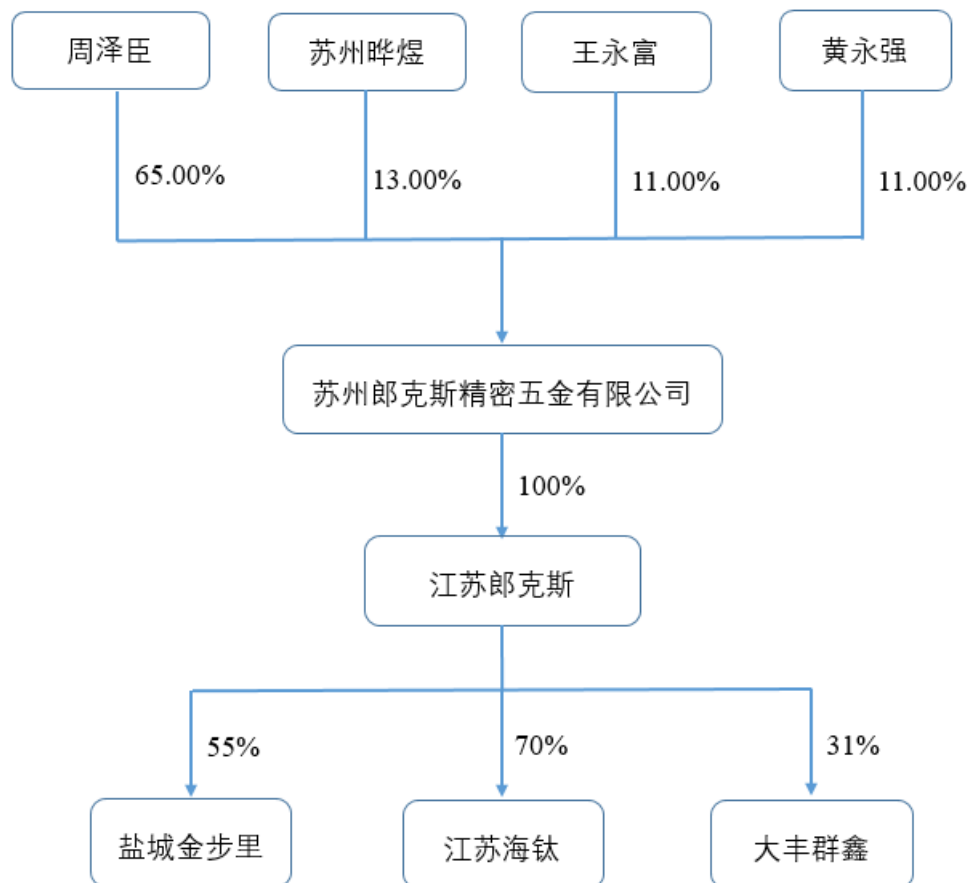 周泽臣
苏州晔煜
王永富
黄永强
65.00%
13.00%
11.00%
11.00%
苏州郎克斯精密五金有限公司
100%
江苏郎克斯
55%
70%
31%
盐城金步里
江苏海钛
大丰群鑫